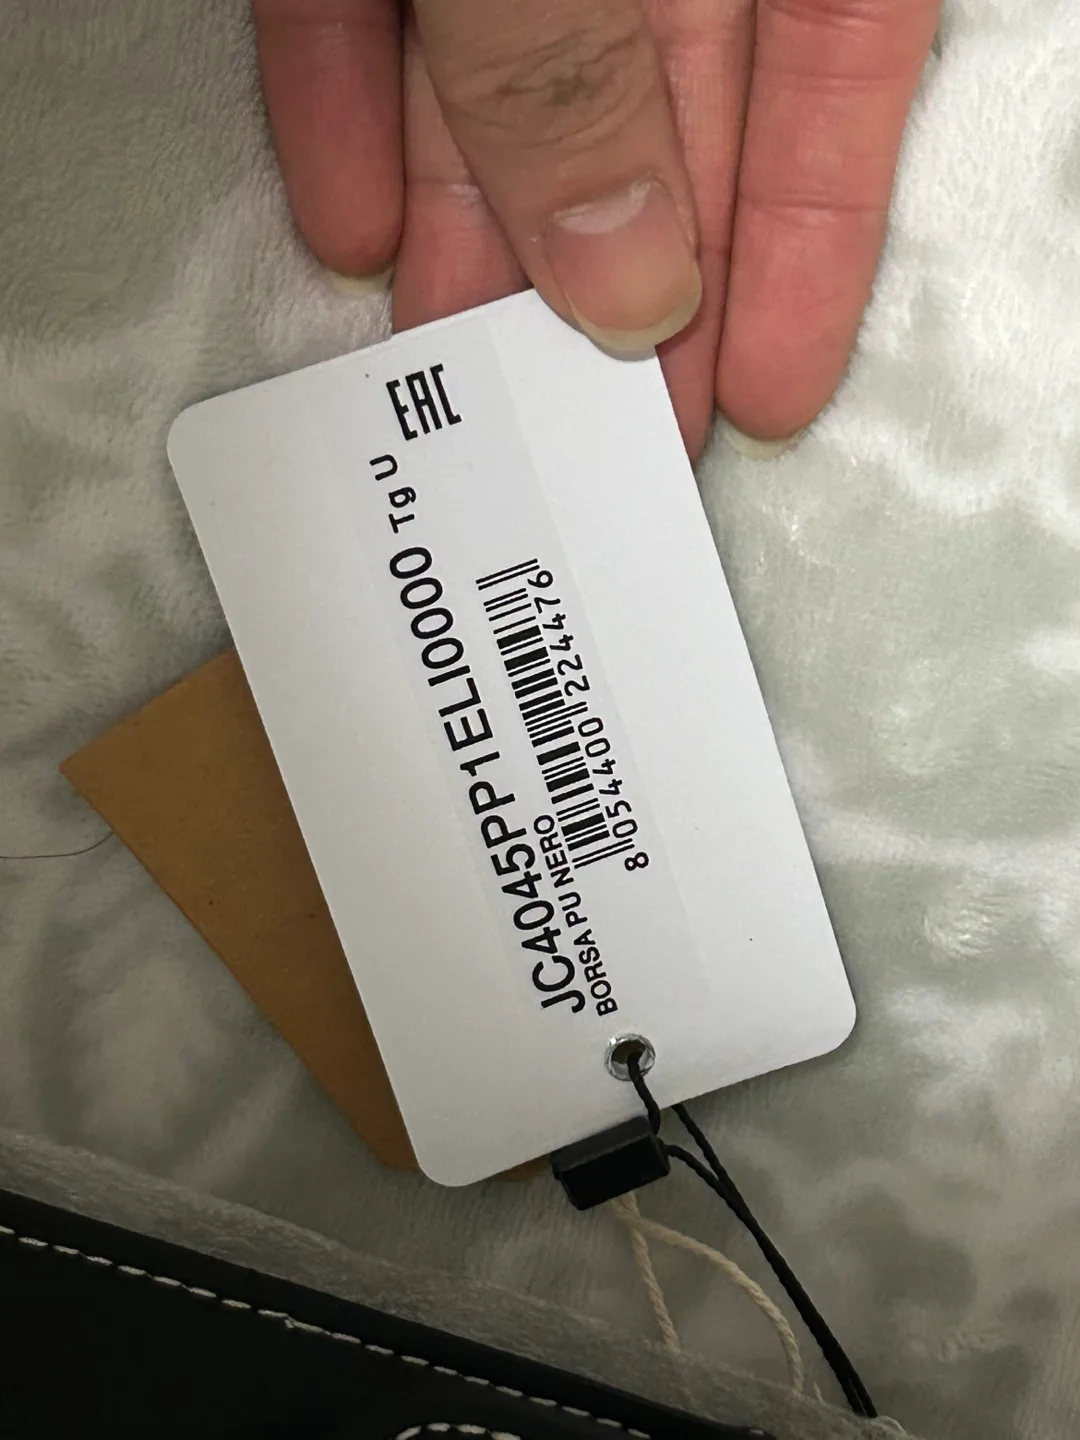 JC4045PP1ELI0000 Tg U
BORSA PU NERO
8 054400 224476
EAC